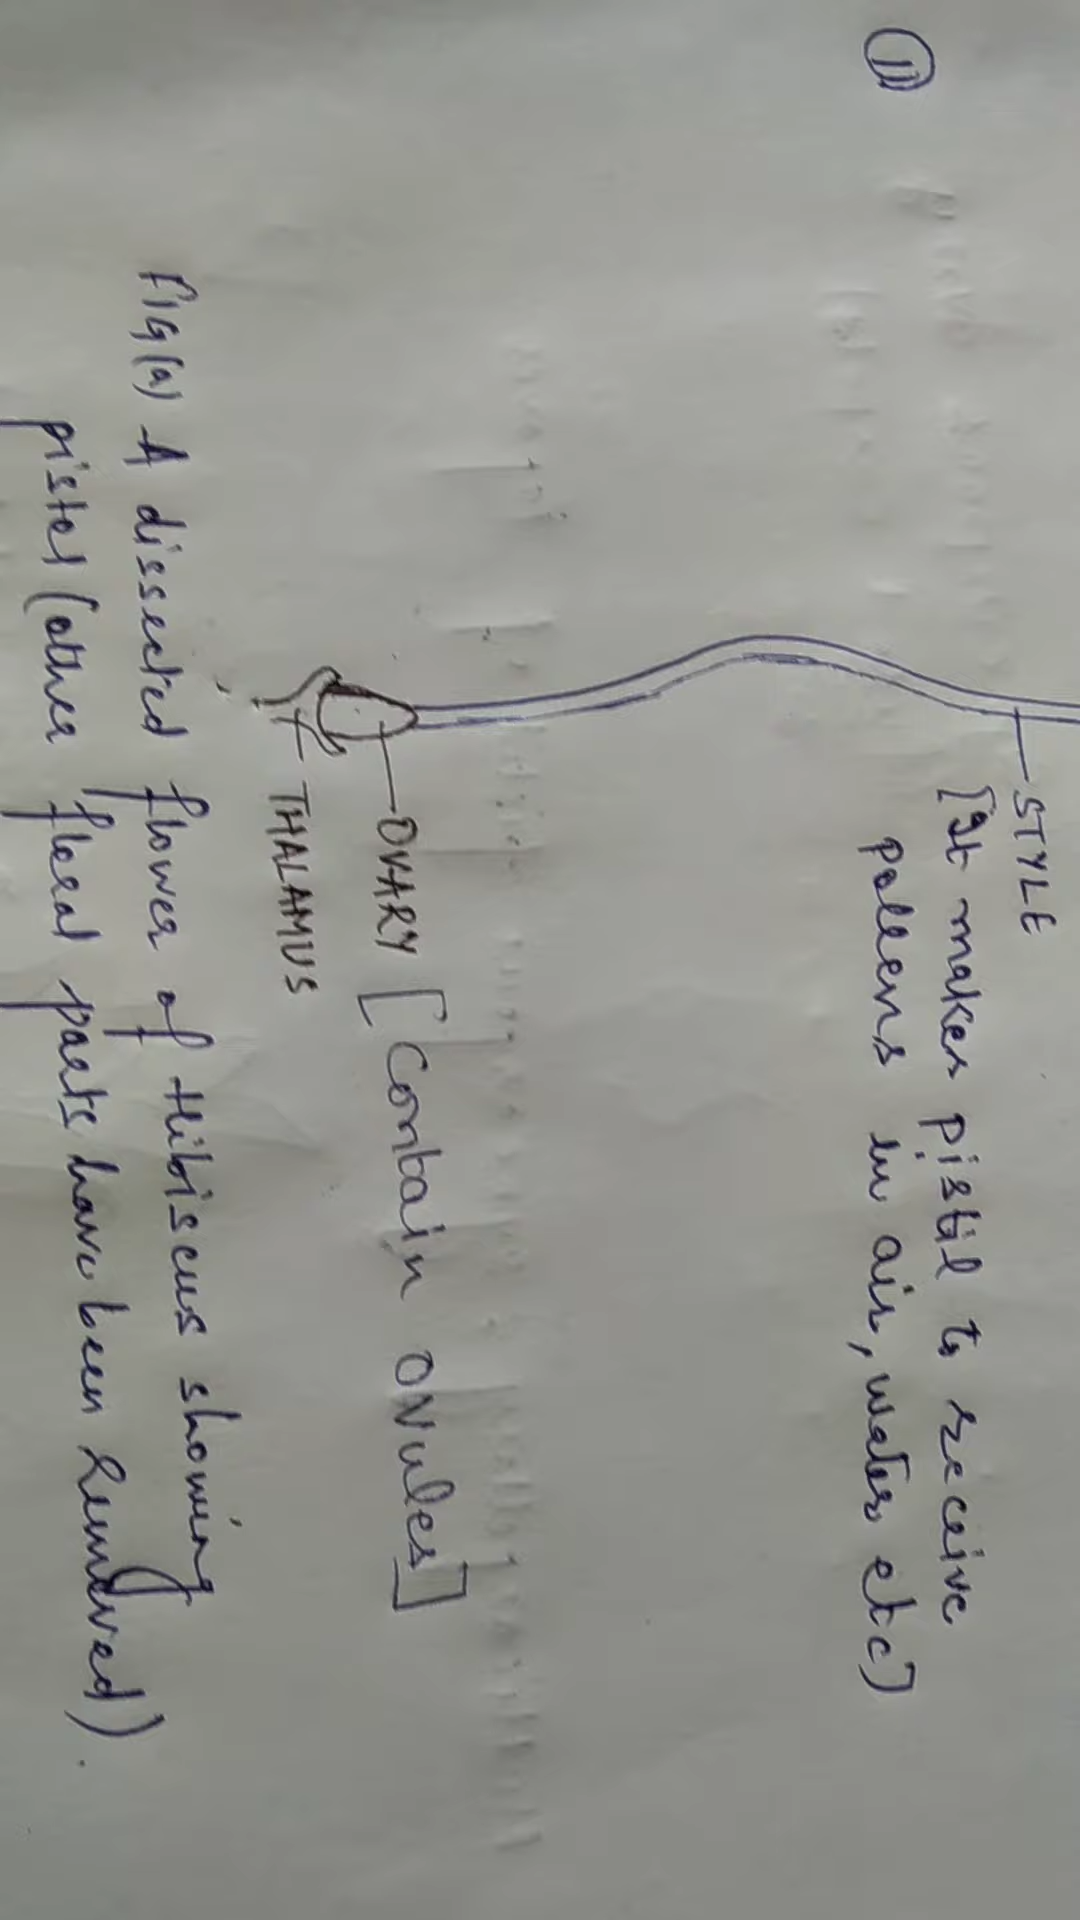 STYLE
[It makes pistil to receive
pollens in air, water etc]
OVARY [Contain ovules]
THALAMUS
FIG(a) A dissected flower of Hibiscus showing
pistel (other floral parts have been Removed).